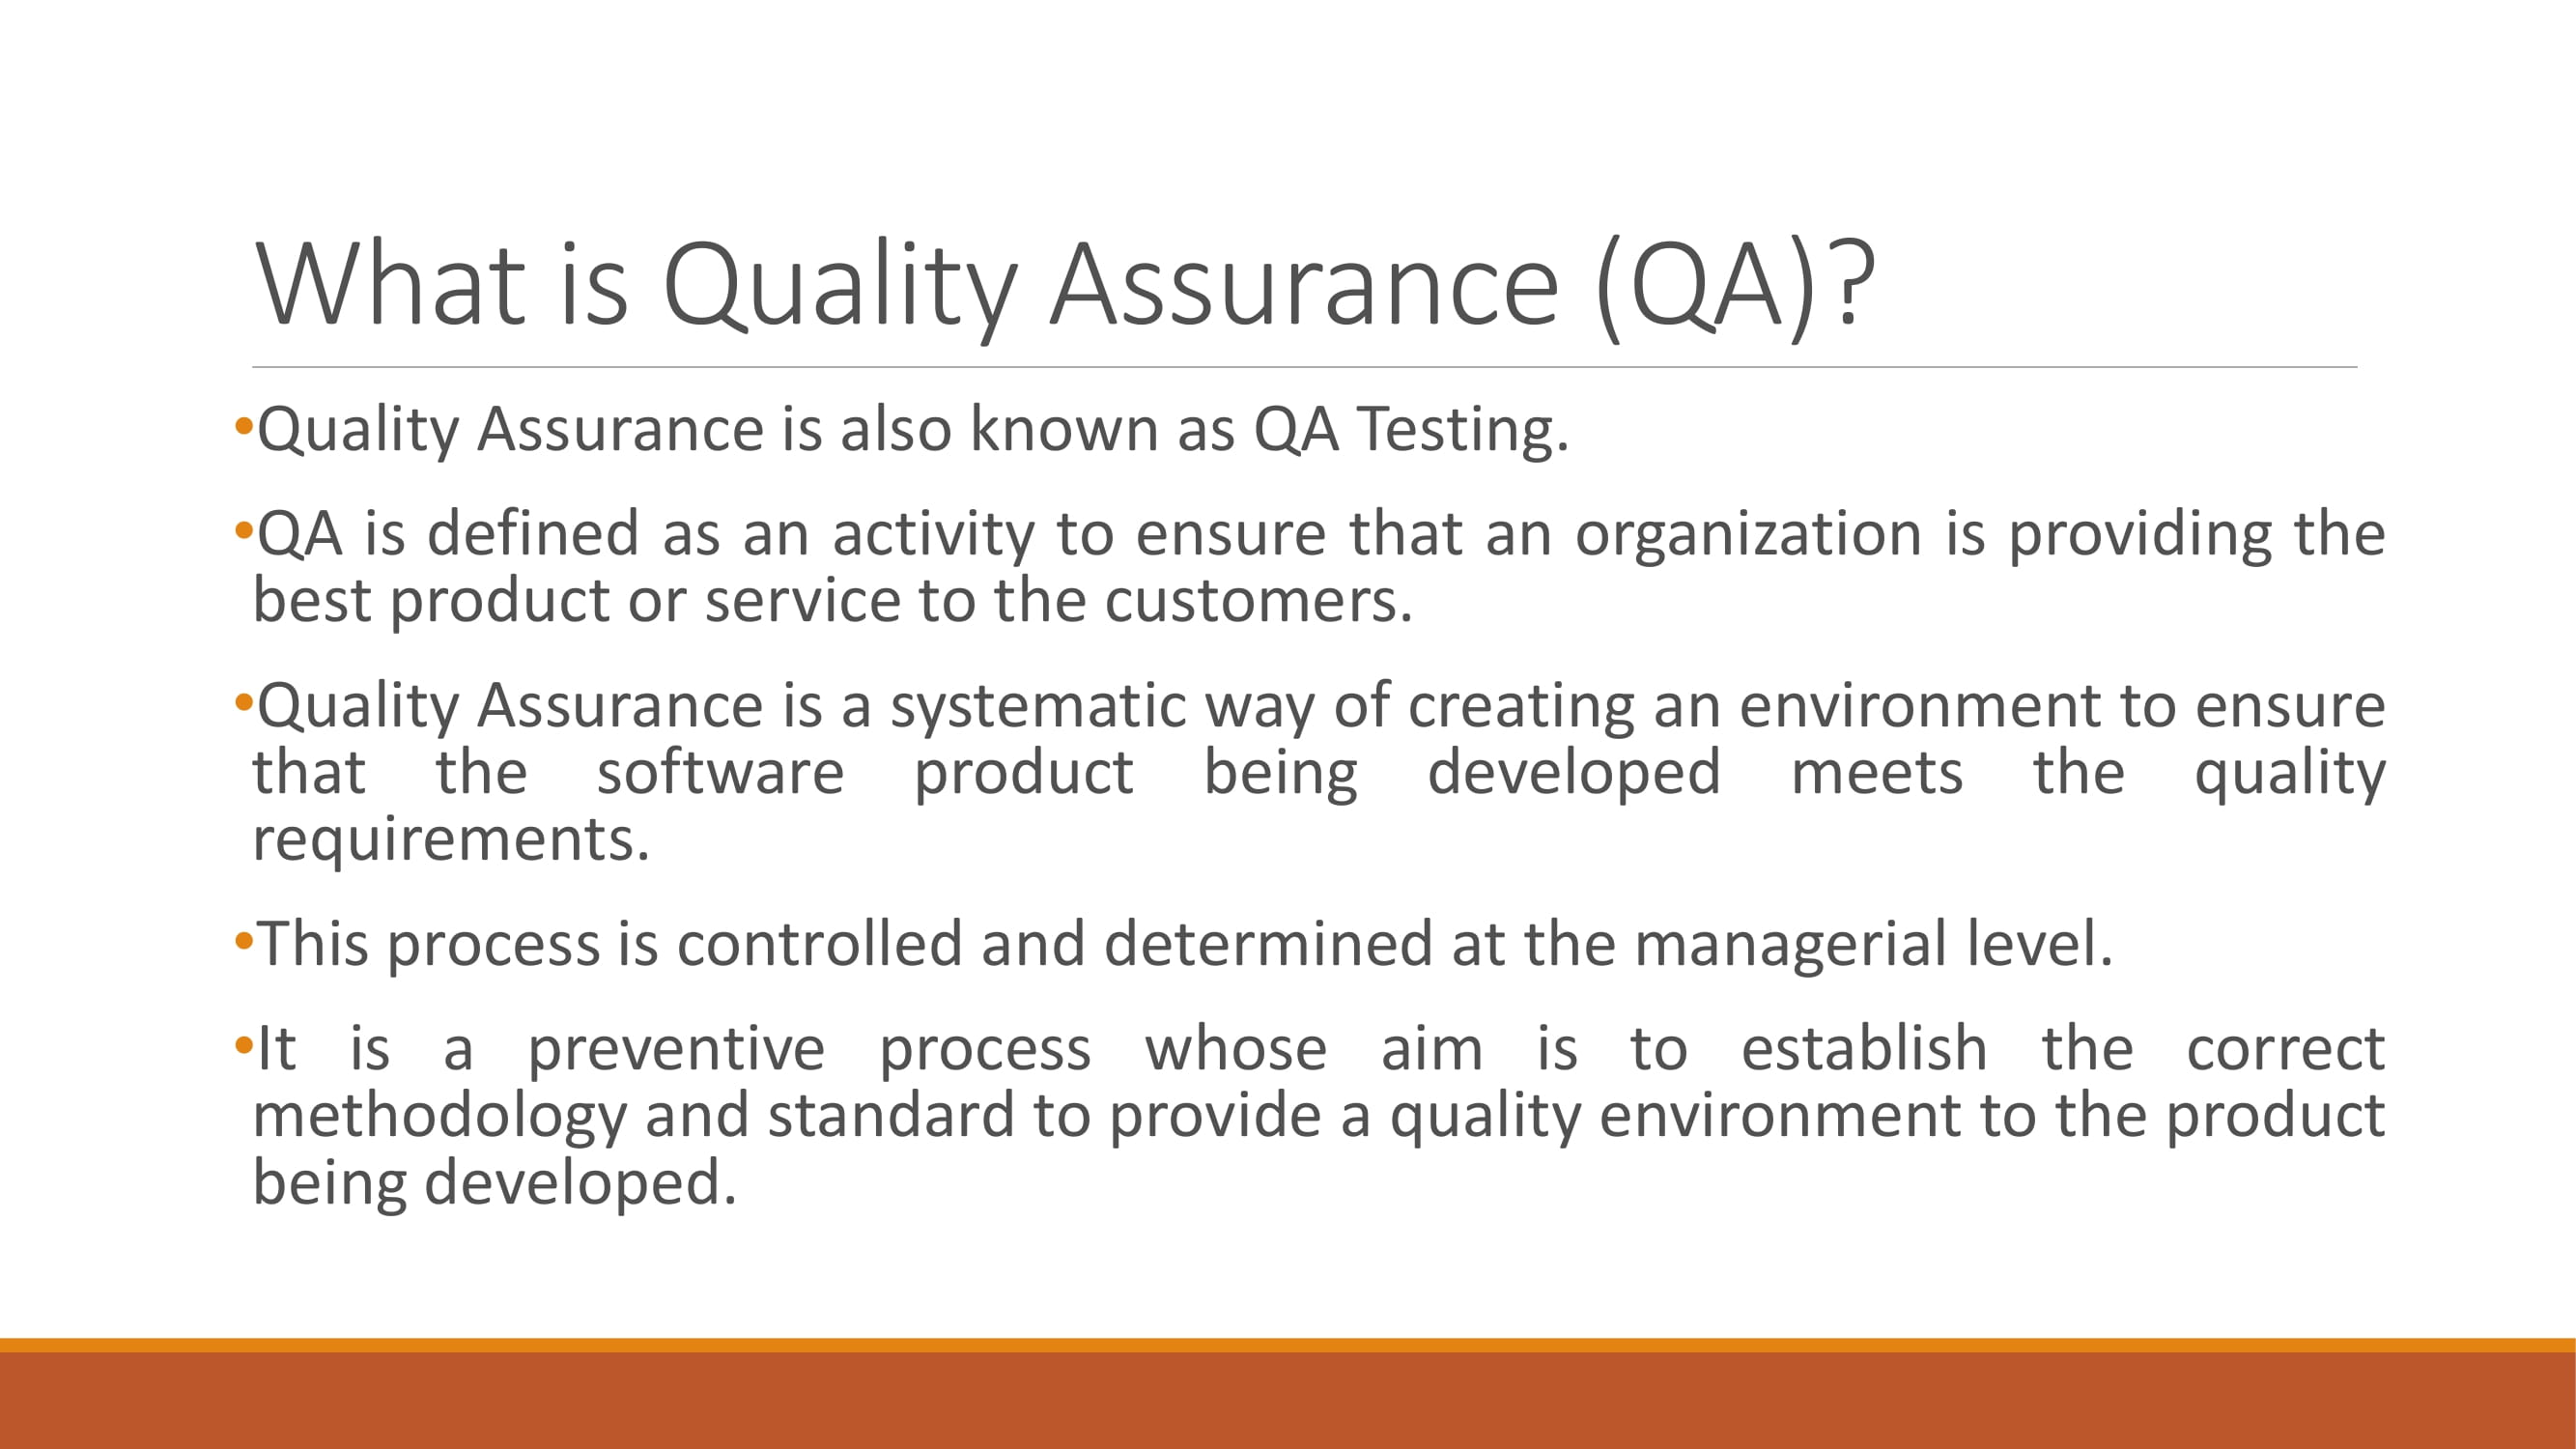 What is Quality Assurance (QA)?
•Quality Assurance is also known as QA Testing.
•QA is defined as an activity to ensure that an organization is providing the
best product or service to the customers.
•Quality Assurance is a systematic way of creating an environment to ensure
that the software product being developed meets the quality
requirements.
•This process is controlled and determined at the managerial level.
•It is a preventive process whose aim is to establish the correct
methodology and standard to provide a quality environment to the product
being developed.